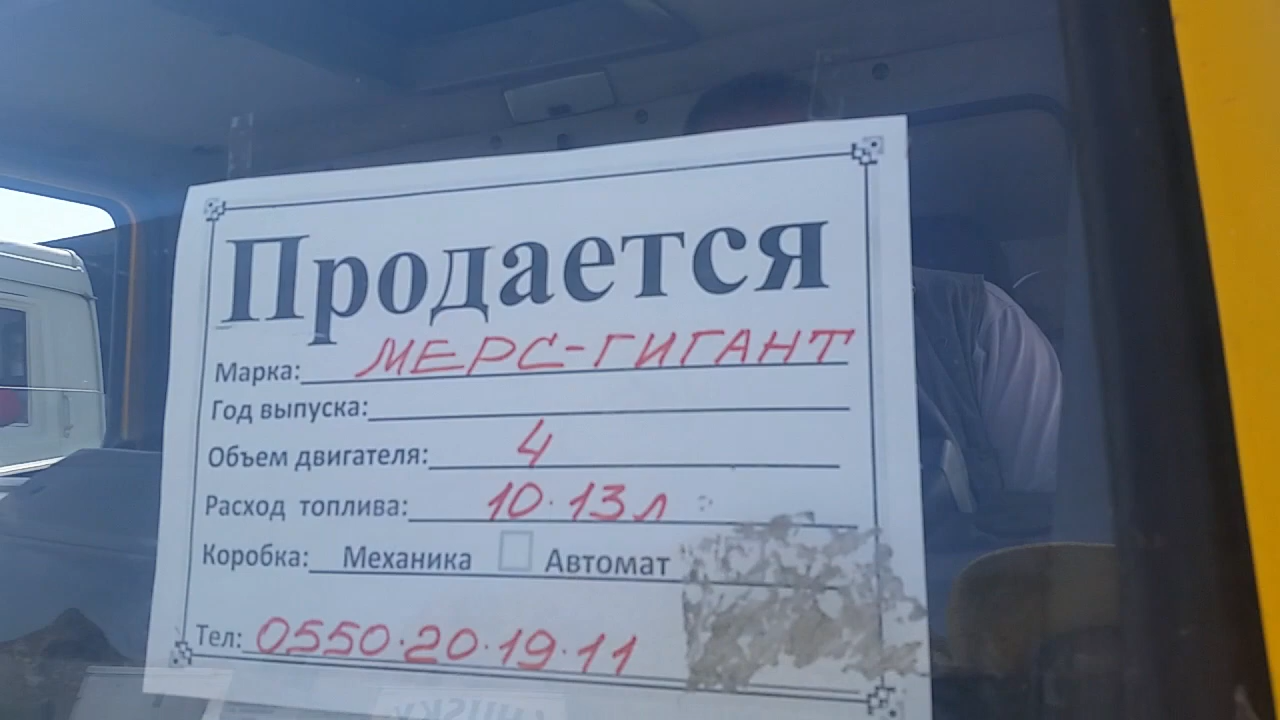 Продается
Марка: МЕРС-ГИГАНТ
Год выпуска:
Объем двигателя: 4
Расход топлива: 10·13л
Коробка: Механика Автомат
Тел: 0550·20·19·11